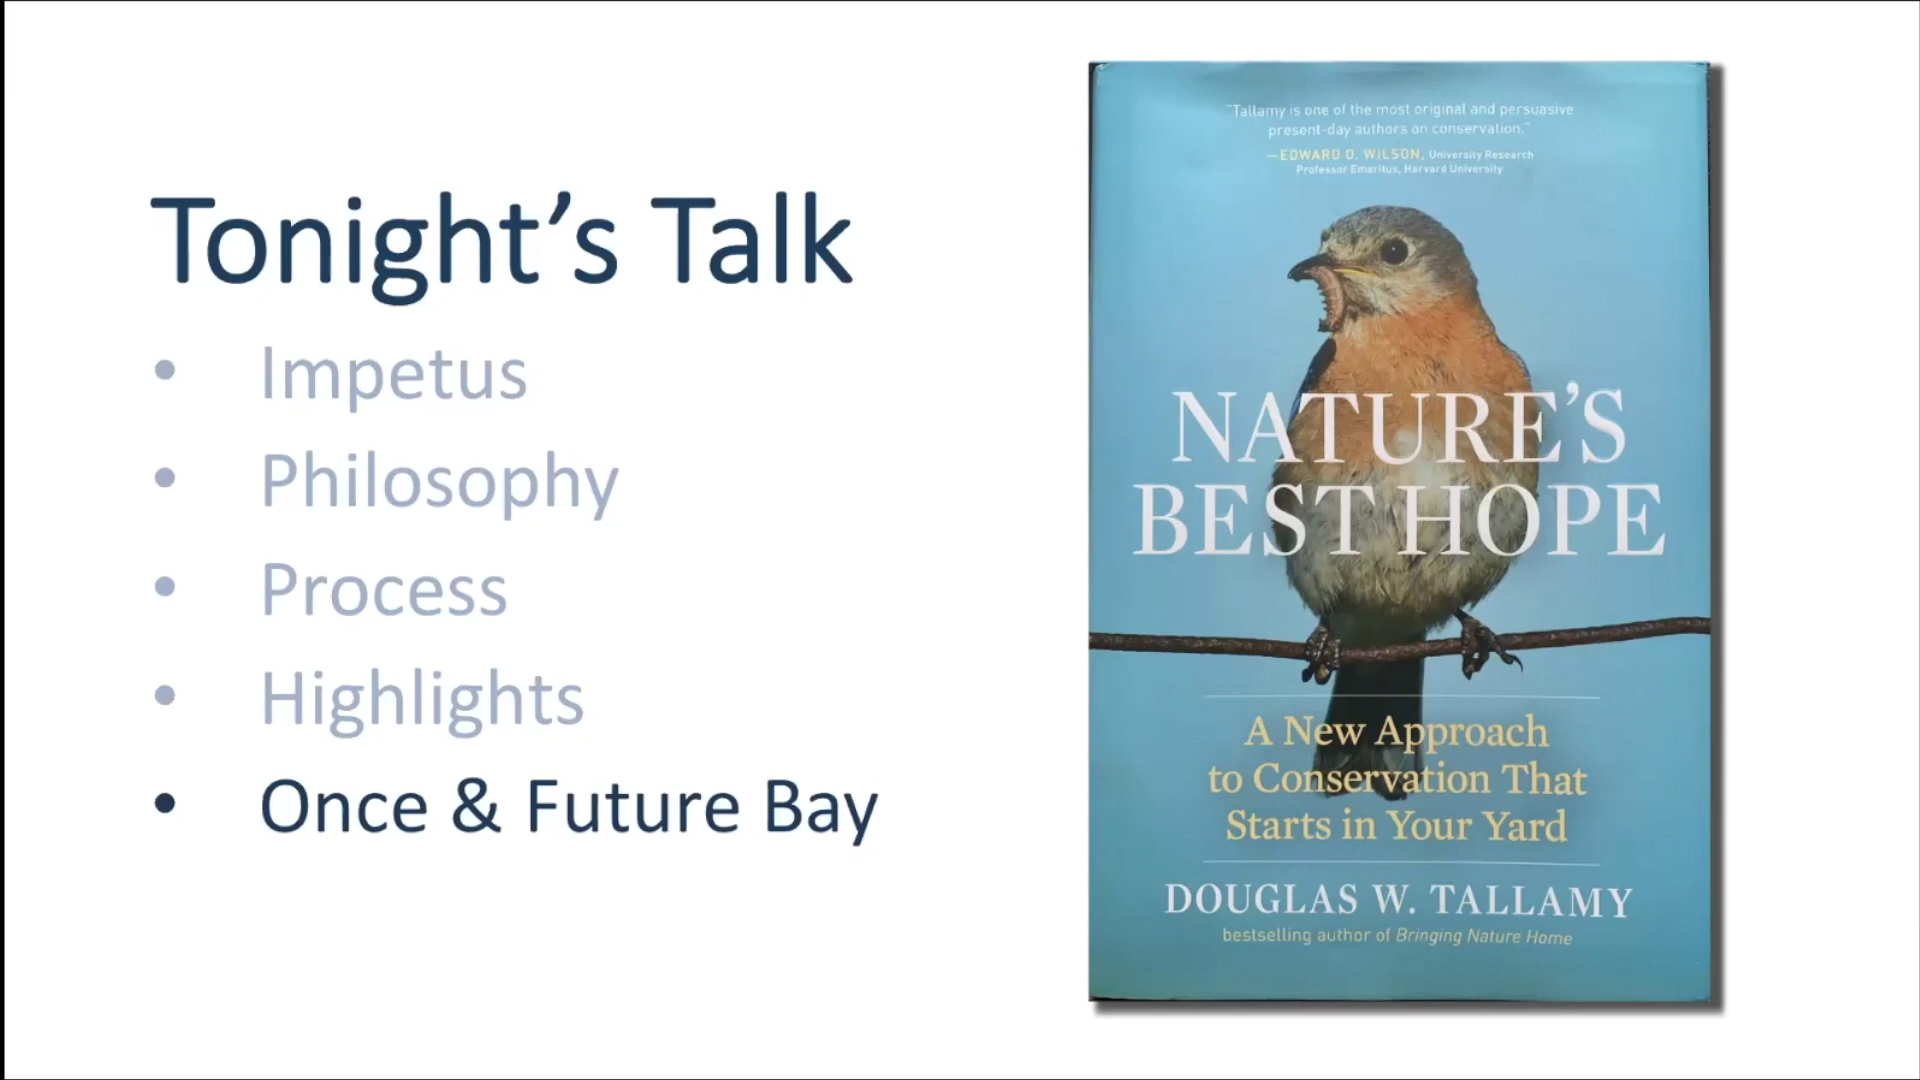 Tonight’s Talk
• Impetus
• Philosophy
• Process
• Highlights
• Once & Future Bay
"Tallamy is one of the most original and persuasive
present-day authors on conservation."
—EDWARD O. WILSON, University Research
Professor Emeritus, Harvard University
NATURE’S
BEST HOPE
A New Approach
to Conservation That
Starts in Your Yard
DOUGLAS W. TALLAMY
bestselling author of Bringing Nature Home